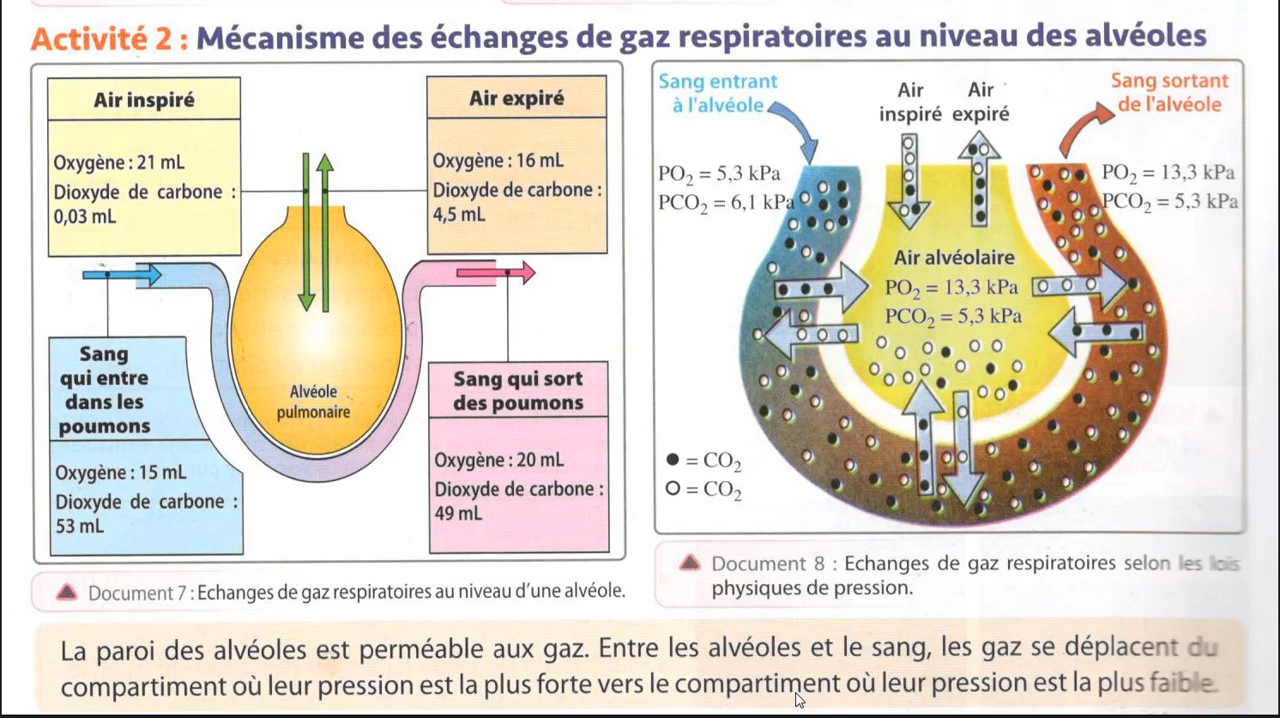 Activité 2 : Mécanisme des échanges de gaz respiratoires au niveau des alvéoles
Air inspiré
Oxygène : 21 mL
Dioxyde de carbone :
0,03 mL
Air expiré
Oxygène : 16 mL
Dioxyde de carbone :
4,5 mL
Sang
qui entre
dans les
poumons
Oxygène : 15 mL
Dioxyde de carbone :
53 mL
Alvéole
pulmonaire
Sang qui sort
des poumons
Oxygène : 20 mL
Dioxyde de carbone :
49 mL
Document 7 : Echanges de gaz respiratoires au niveau d'une alvéole.
Sang entrant
à l'alvéole
Air
inspiré
Air
expiré
Sang sortant
de l'alvéole
PO₂ = 5,3 kPa
PCO₂ = 6,1 kPa
PO₂ = 13,3 kPa
PCO₂ = 5,3 kPa
Air alvéolaire
PO₂ = 13,3 kPa
PCO₂ = 5,3 kPa
= CO₂
= CO₂
Document 8 : Echanges de gaz respiratoires selon les lois
physiques de pression.
La paroi des alvéoles est perméable aux gaz. Entre les alvéoles et le sang, les gaz se déplacent du
compartiment où leur pression est la plus forte vers le compartiment où leur pression est la plus faible.